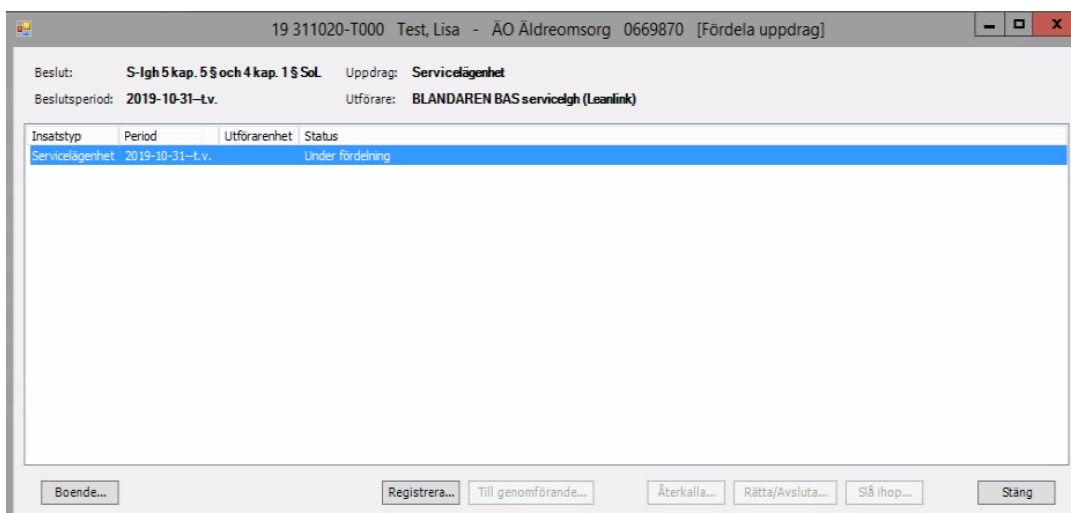 19 311020-T000 Test, Lisa - ÄO Äldreomsorg 0669870 [Fördela uppdrag]
Beslut: S-lgh 5 kap. 5 § och 4 kap. 1 § SoL Uppdrag: Servicelägenhet
Beslutsperiod: 2019-10-31--t.v. Utförare: BLANDAREN BAS servicelgh (Leanlink)
Insatstyp Period Utförarenhet Status
Servicelägenhet 2019-10-31--t.v. Under fördelning
Boende... Registrera... Till genomförande... Återkalla... Rätta/Avsluta... Slå ihop... Stäng